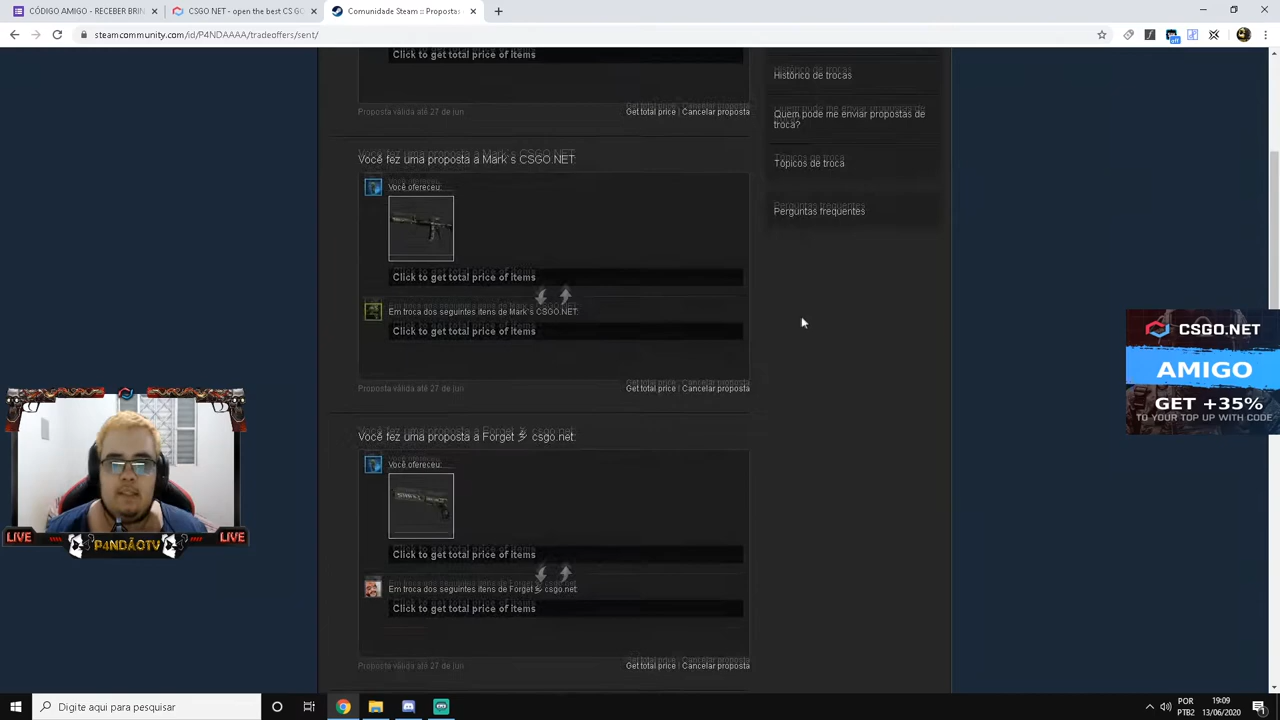 CÓDIGO AMIGO - RECEBER BRIN
CSGO NET - open the best CS GO
Comunidade Steam :: Proposta
steamcommunity.com/id/P4NDAAAA/tradeoffers/sent/
Click to get total price of items
Proposta válida até 27 de jun
Get total price | Cancelar proposta
Você fez uma proposta a Mark's CSGO.NET:
Você ofereceu:
Click to get total price of items
Em troca dos seguintes itens de Mark's CSGO.NET:
Click to get total price of items
Proposta válida até 27 de jun
Get total price | Cancelar proposta
Você fez uma proposta a Forget 彡 csgo.net:
Você ofereceu:
Click to get total price of items
Em troca dos seguintes itens de Forget 彡 csgo.net:
Click to get total price of items
Proposta válida até 27 de jun
Get total price | Cancelar proposta
Histórico de trocas
Quem pode me enviar propostas de
troca?
Tópicos de troca
Perguntas frequentes
CSGO.NET
AMIGO
GET +35%
TO YOUR TOP UP WITH CODE
LIVE
P4NDÃOTV
LIVE
Digite aqui para pesquisar
POR
PTB2
19:09
13/06/2020
1